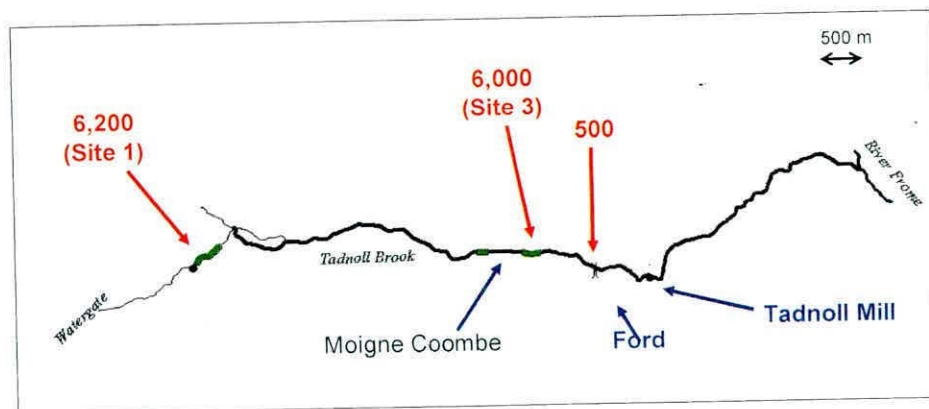 500 m
6,000
(Site 3)
500
6,200
(Site 1)
River Frome
Tadnoll Brook
Watergate
Moigne Coombe
Ford
Tadnoll Mill